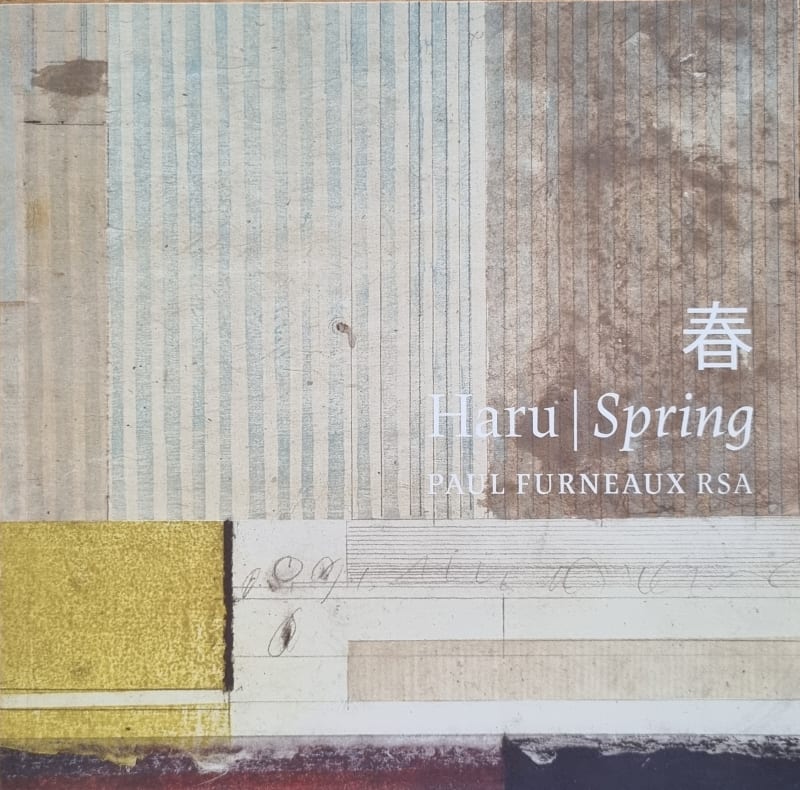 春
Haru | Spring
PAUL FURNEAUX RSA